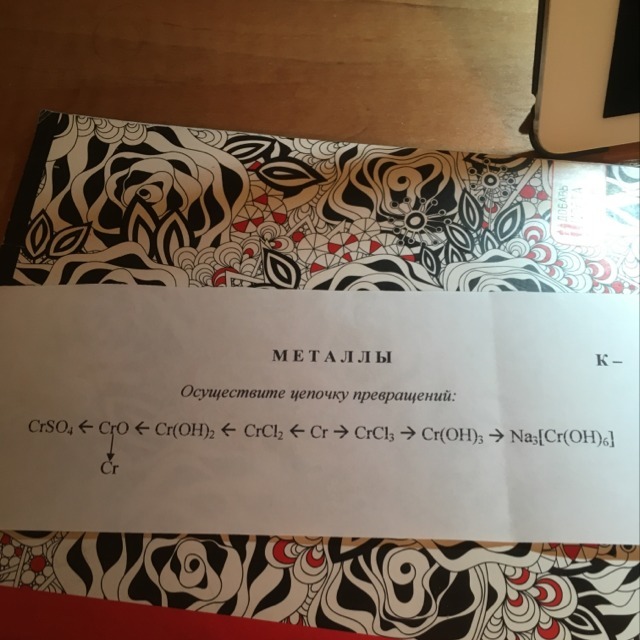 МЕТАЛЛЫ
К –
Осуществите цепочку превращений:
CrSO₄ ← CrO ← Cr(OH)₂ ← CrCl₂ ← Cr → CrCl₃ → Cr(OH)₃ → Na₃[Cr(OH)₆]
↓
Cr